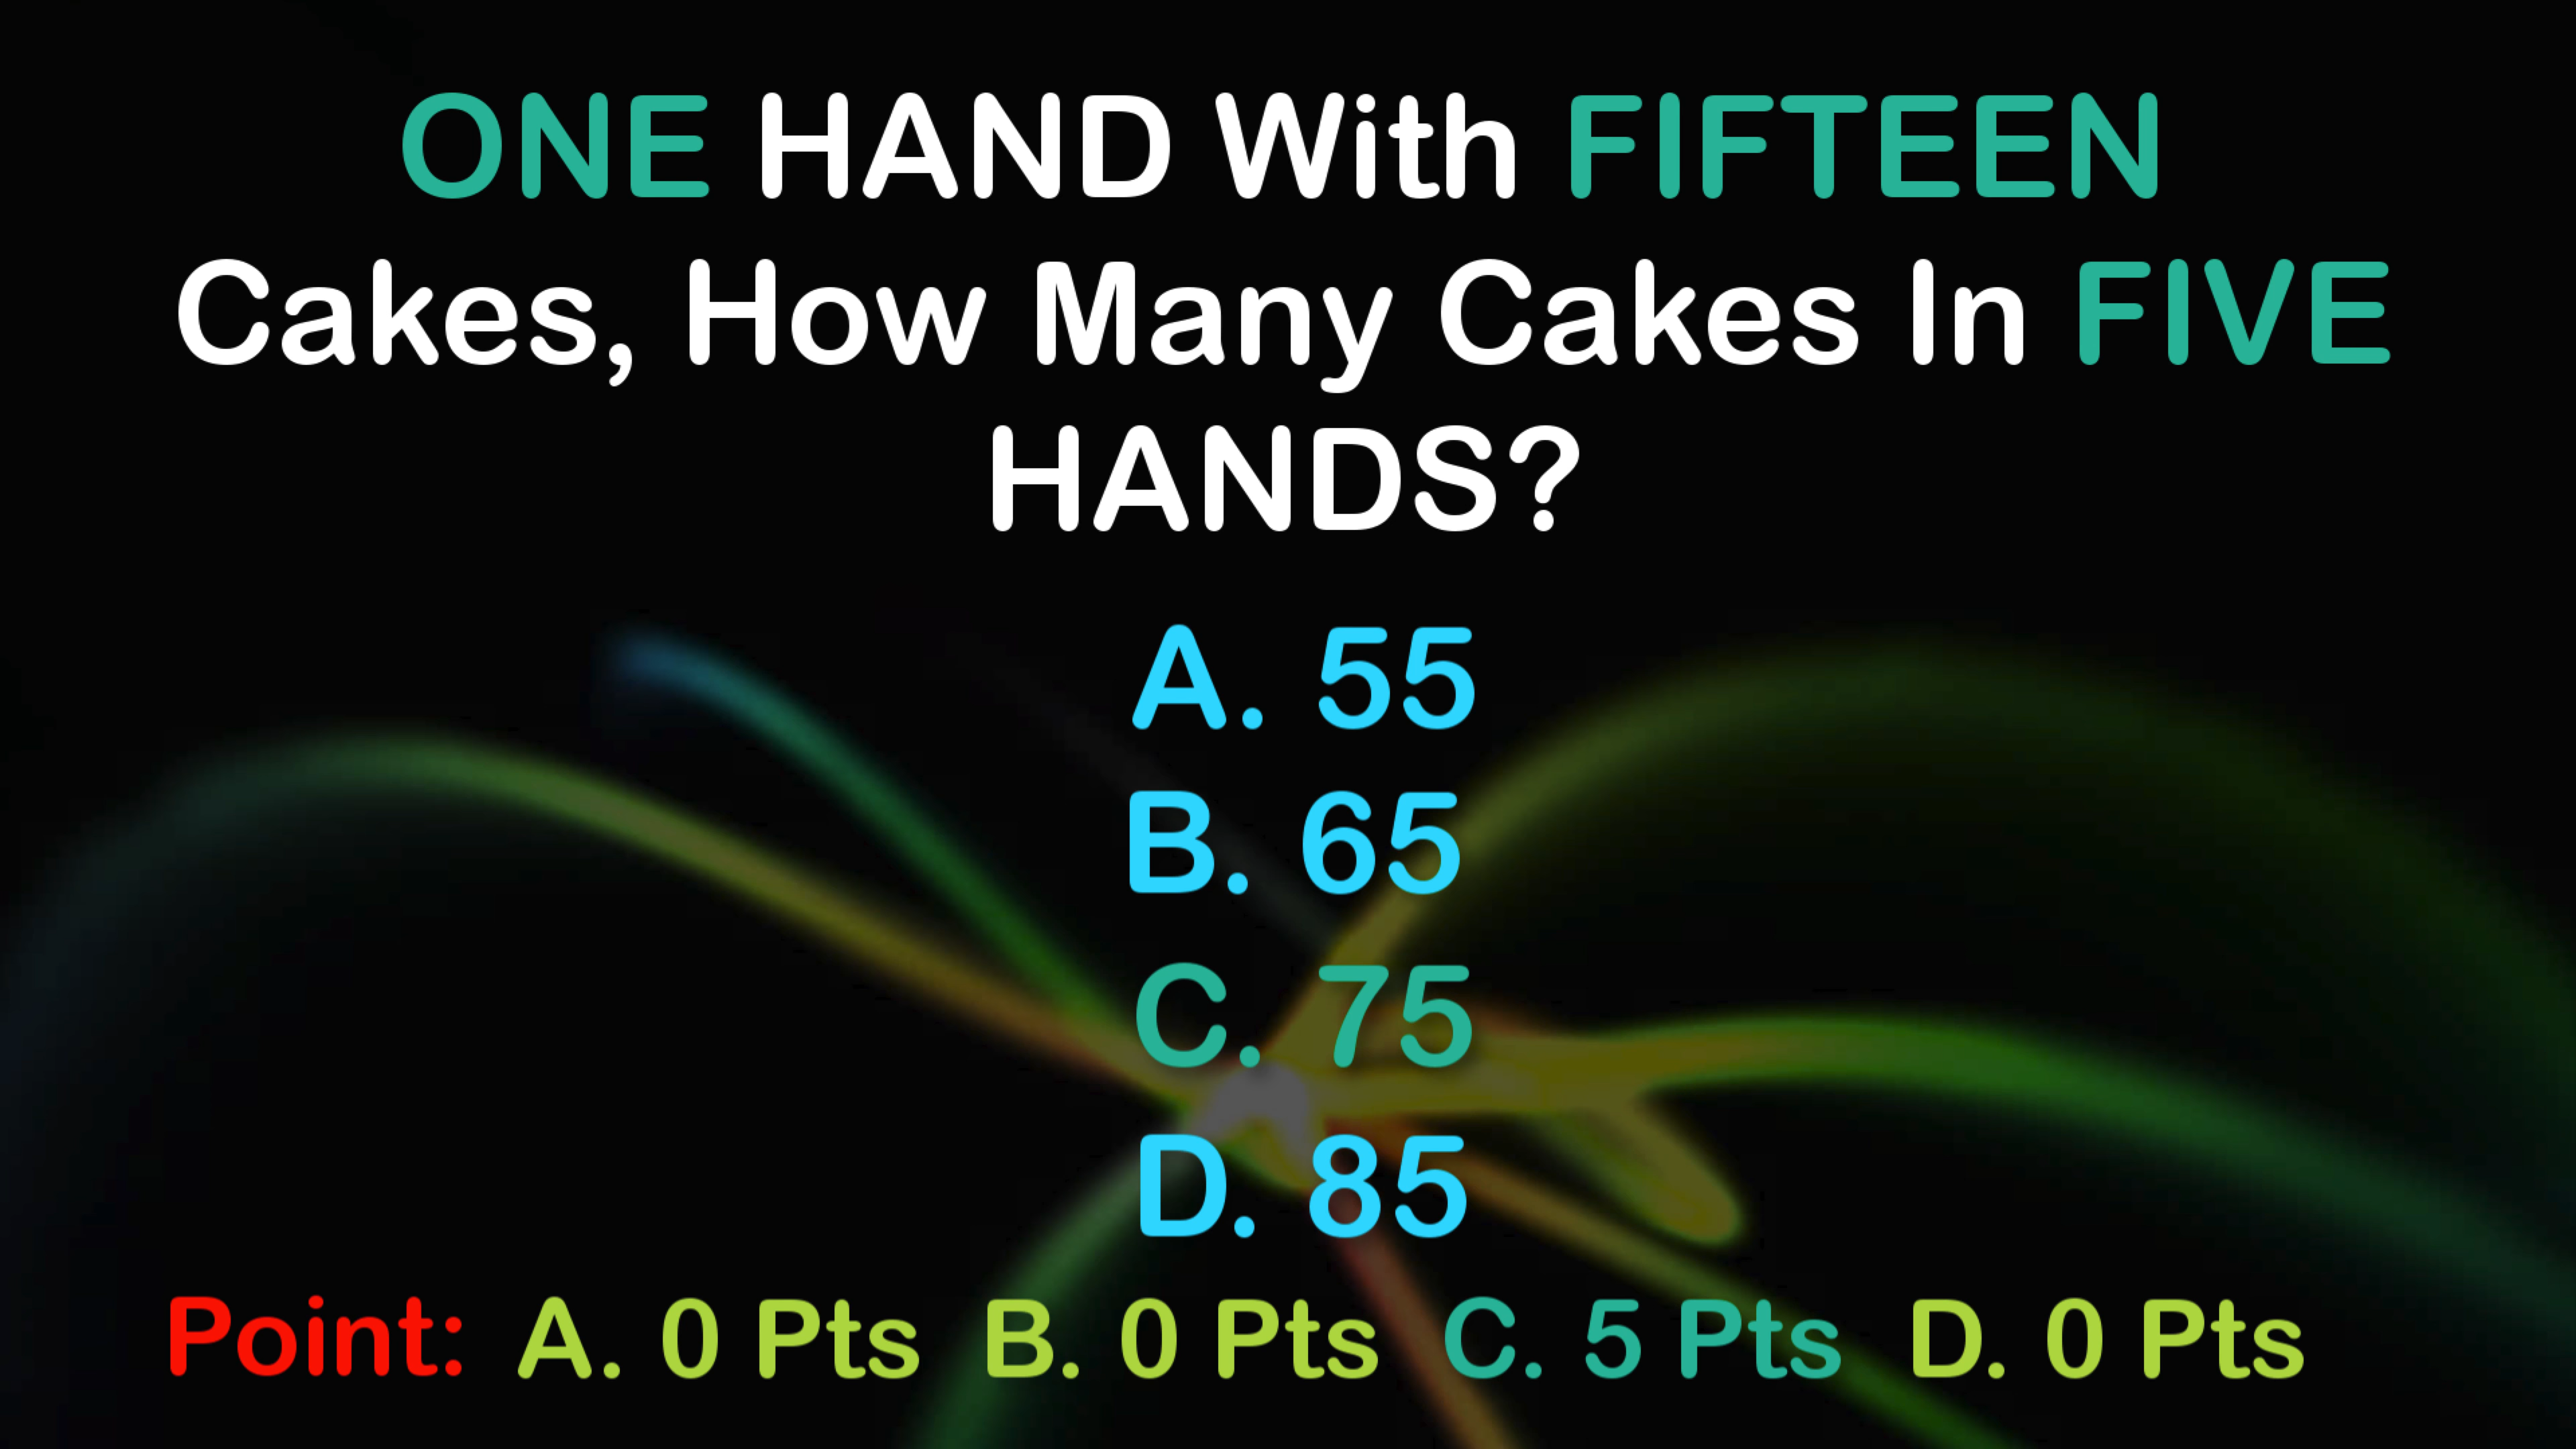 ONE HAND With FIFTEEN
Cakes, How Many Cakes In FIVE
HANDS?
A. 55
B. 65
C. 75
D. 85
Point: A. 0 Pts B. 0 Pts C. 5 Pts D. 0 Pts